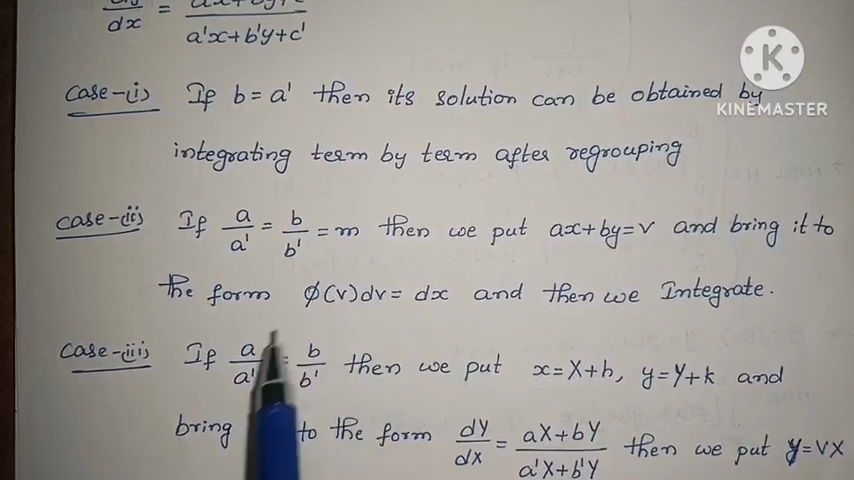 dx = a'x+b'y+c'
KINEMASTER
Case-(i) If b = a' then its solution can be obtained by
integrating term by term after regrouping
Case-(ii) If a/a' = b/b' = m then we put ax+by=v and bring it to
the form ϕ(v)dv = dx and then we Integrate.
Case-(iii) If a/a' = b/b' then we put x=X+h, y=Y+k and
bring to the form dY/dX = aX+bY/a'X+b'Y then we put y=VX